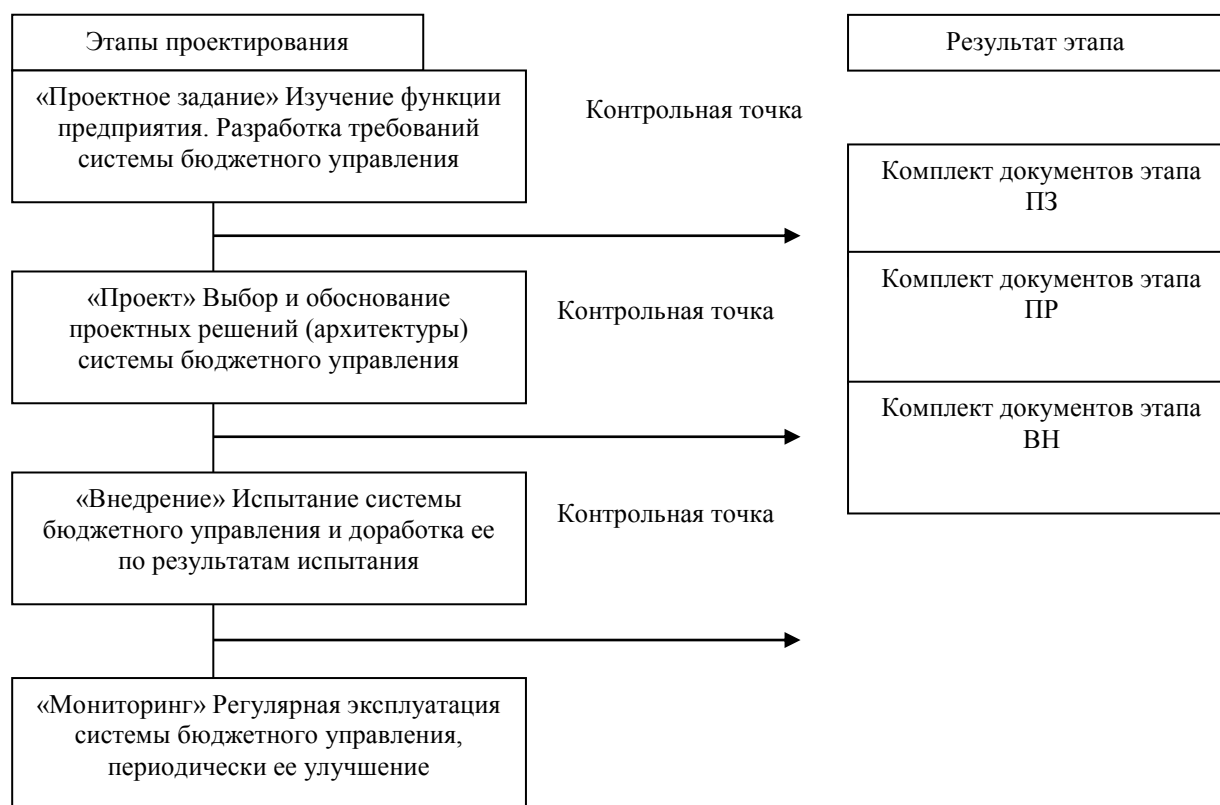 Этапы проектирования
Результат этапа
«Проектное задание» Изучение функции
предприятия. Разработка требований
системы бюджетного управления
Контрольная точка
Комплект документов этапа
ПЗ
«Проект» Выбор и обоснование
проектных решений (архитектуры)
системы бюджетного управления
Контрольная точка
Комплект документов этапа
ПР
Комплект документов этапа
ВН
«Внедрение» Испытание системы
бюджетного управления и доработка ее
по результатам испытания
Контрольная точка
«Мониторинг» Регулярная эксплуатация
системы бюджетного управления,
периодически ее улучшение